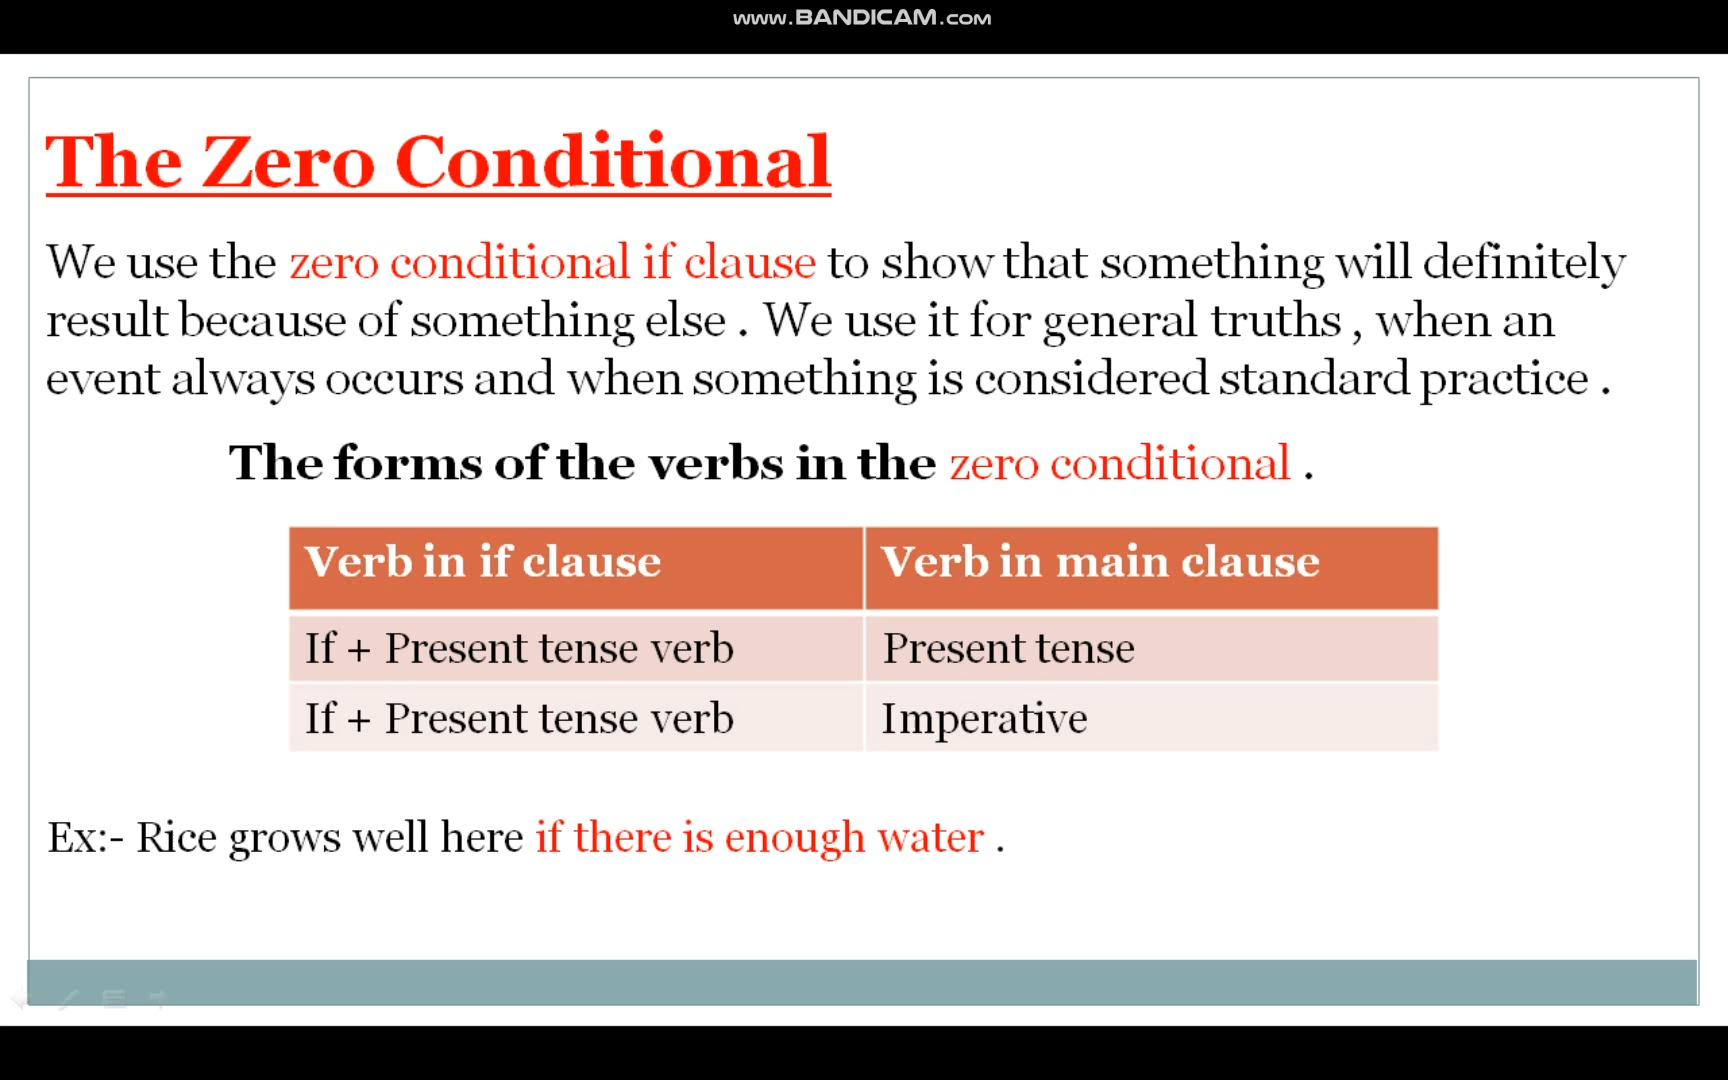 www.BANDICAM.com
The Zero Conditional
We use the zero conditional if clause to show that something will definitely
result because of something else . We use it for general truths , when an
event always occurs and when something is considered standard practice .
The forms of the verbs in the zero conditional .
Verb in if clause Verb in main clause
If + Present tense verb Present tense
If + Present tense verb Imperative
Ex:- Rice grows well here if there is enough water .